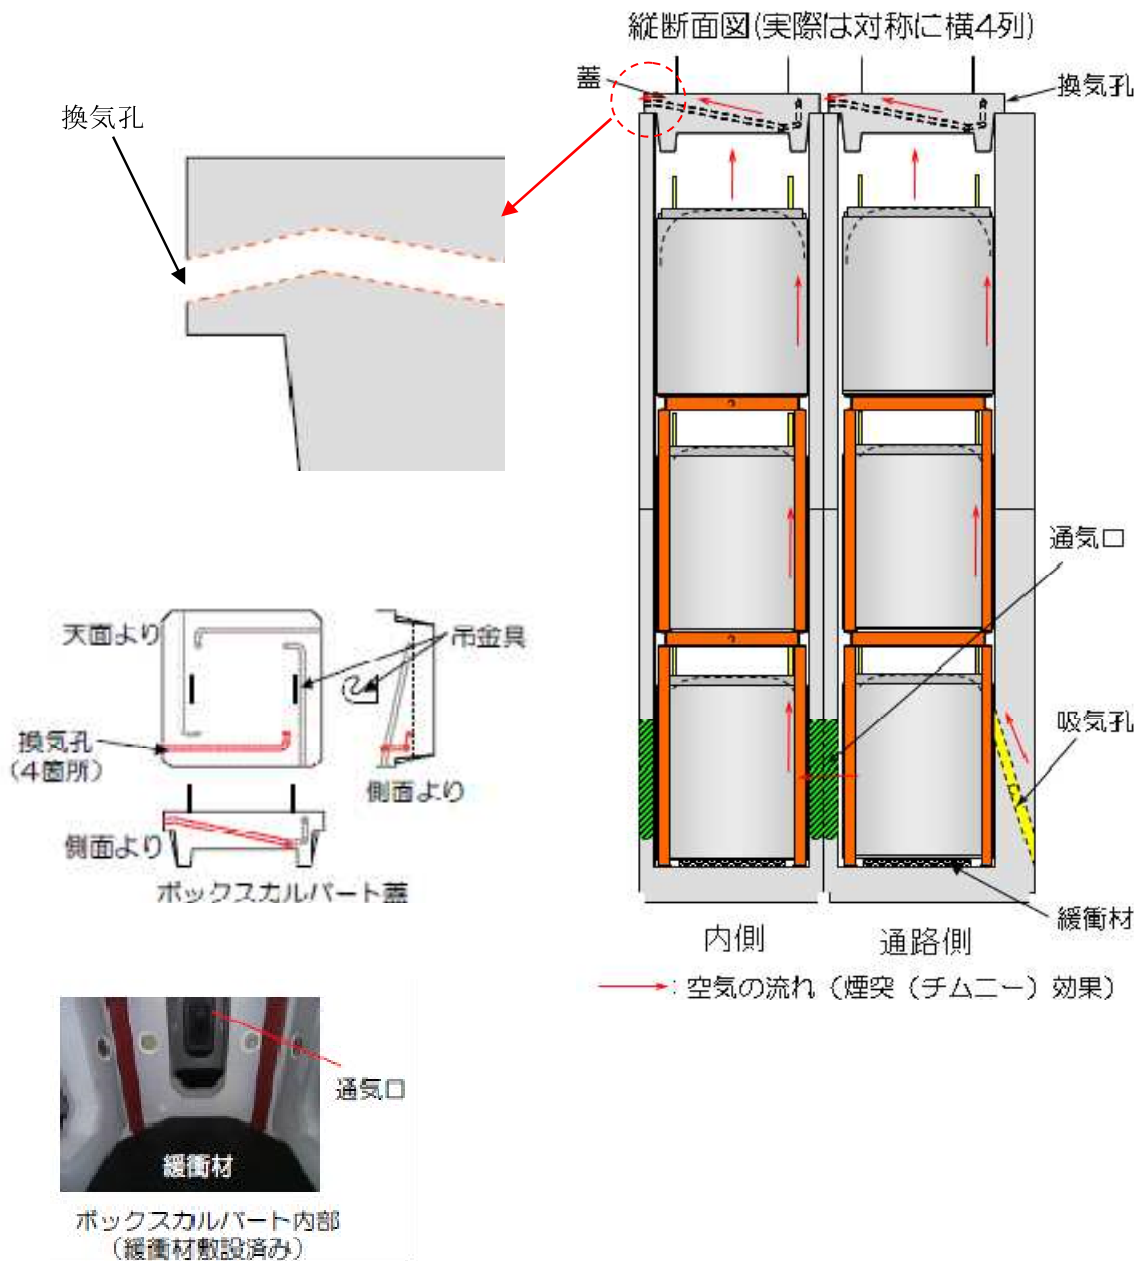 縦断面図(実際は対称に横4列)
蓋
換気孔
換気孔
通気口
天面より
吊金具
換気孔
(4箇所)
側面より
側面より
ボックスカルバート蓋
吸気孔
緩衝材
内側
通路側
：空気の流れ（煙突（チムニー）効果）
通気口
緩衝材
ボックスカルバート内部
（緩衝材敷設済み）